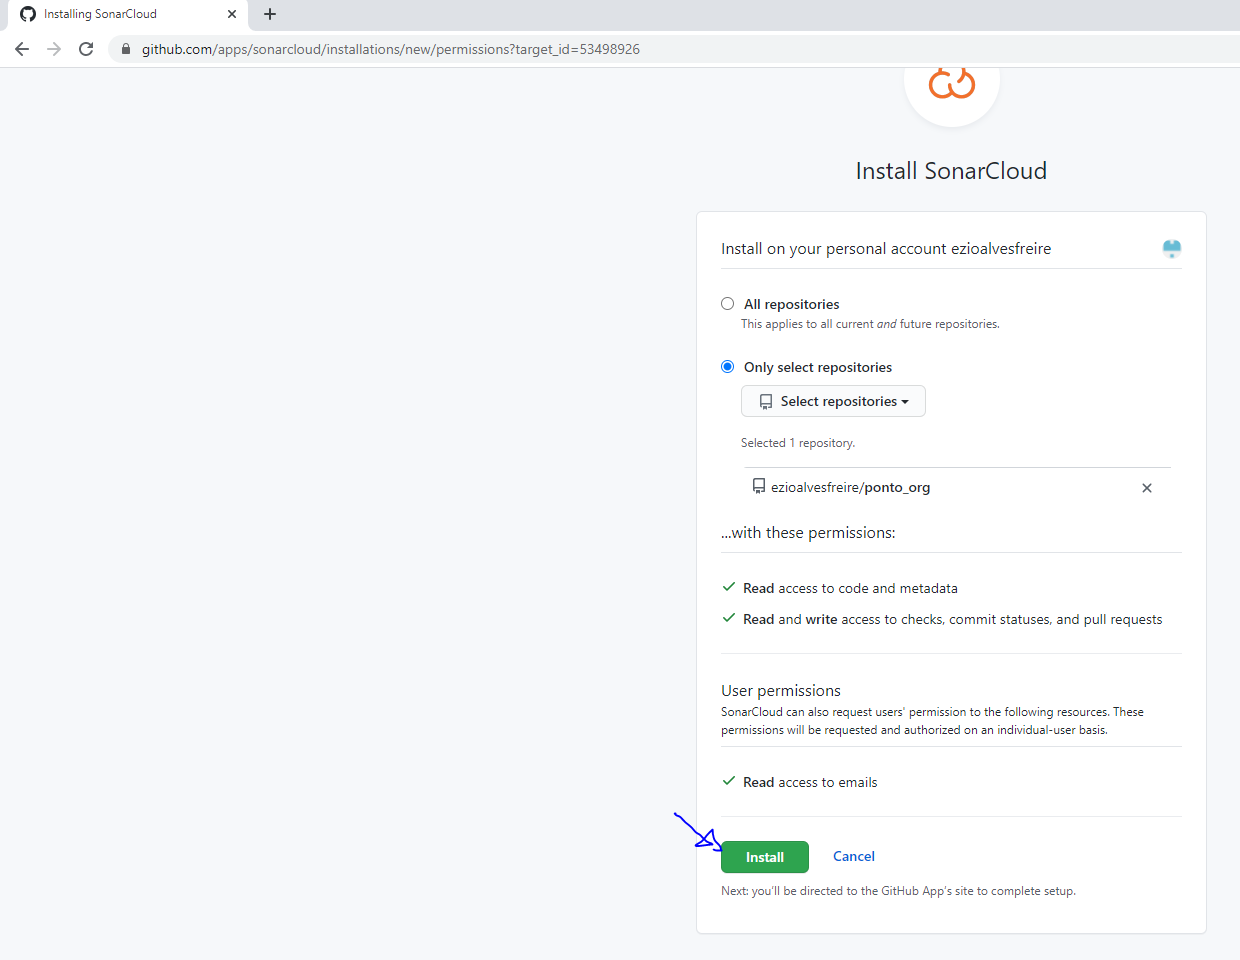 Installing SonarCloud
github.com/apps/sonarcloud/installations/new/permissions?target_id=53498926
Install SonarCloud
Install on your personal account ezioalvesfreire
All repositories
This applies to all current and future repositories.
Only select repositories
Select repositories
Selected 1 repository.
ezioalvesfreire/ponto_org
...with these permissions:
Read access to code and metadata
Read and write access to checks, commit statuses, and pull requests
User permissions
SonarCloud can also request users' permission to the following resources. These
permissions will be requested and authorized on an individual-user basis.
Read access to emails
Install Cancel
Next: you'll be directed to the GitHub App's site to complete setup.